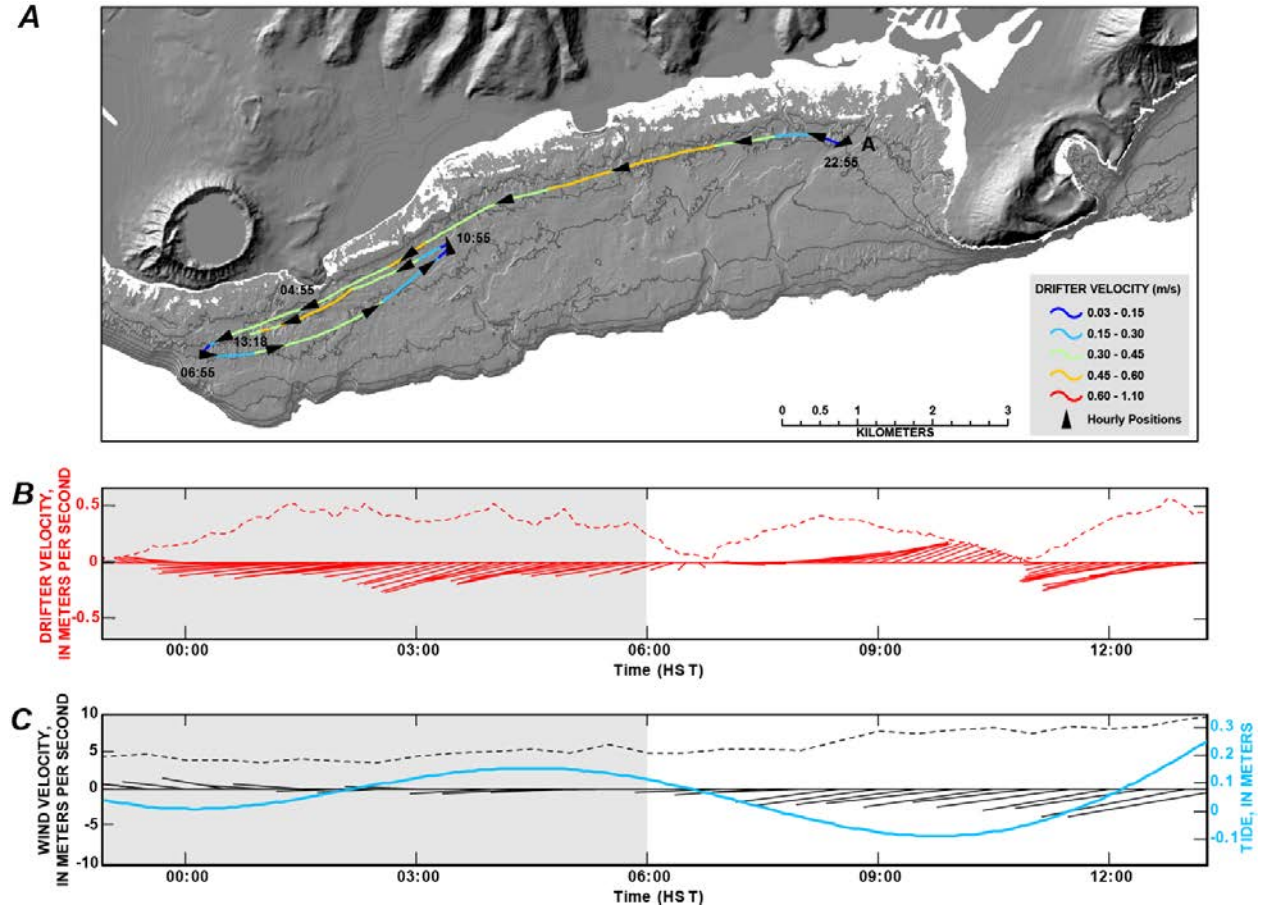 A
A
22:55
10:55
04:55
13:18
06:55
DRIFTER VELOCITY (m/s)
0.03 - 0.15
0.15 - 0.30
0.30 - 0.45
0.45 - 0.60
0.60 - 1.10
Hourly Positions
0 0.5 1 2 3
KILOMETERS
B
DRIFTER VELOCITY,
IN METERS PER SECOND
0.5
0
-0.5
00:00 03:00 06:00 09:00 12:00
Time (HST)
C
WIND VELOCITY,
IN METERS PER SECOND
10
5
0
-5
-10
0.3
0.2
0.1
0
-0.1
TIDE, IN METERS
00:00 03:00 06:00 09:00 12:00
Time (HST)